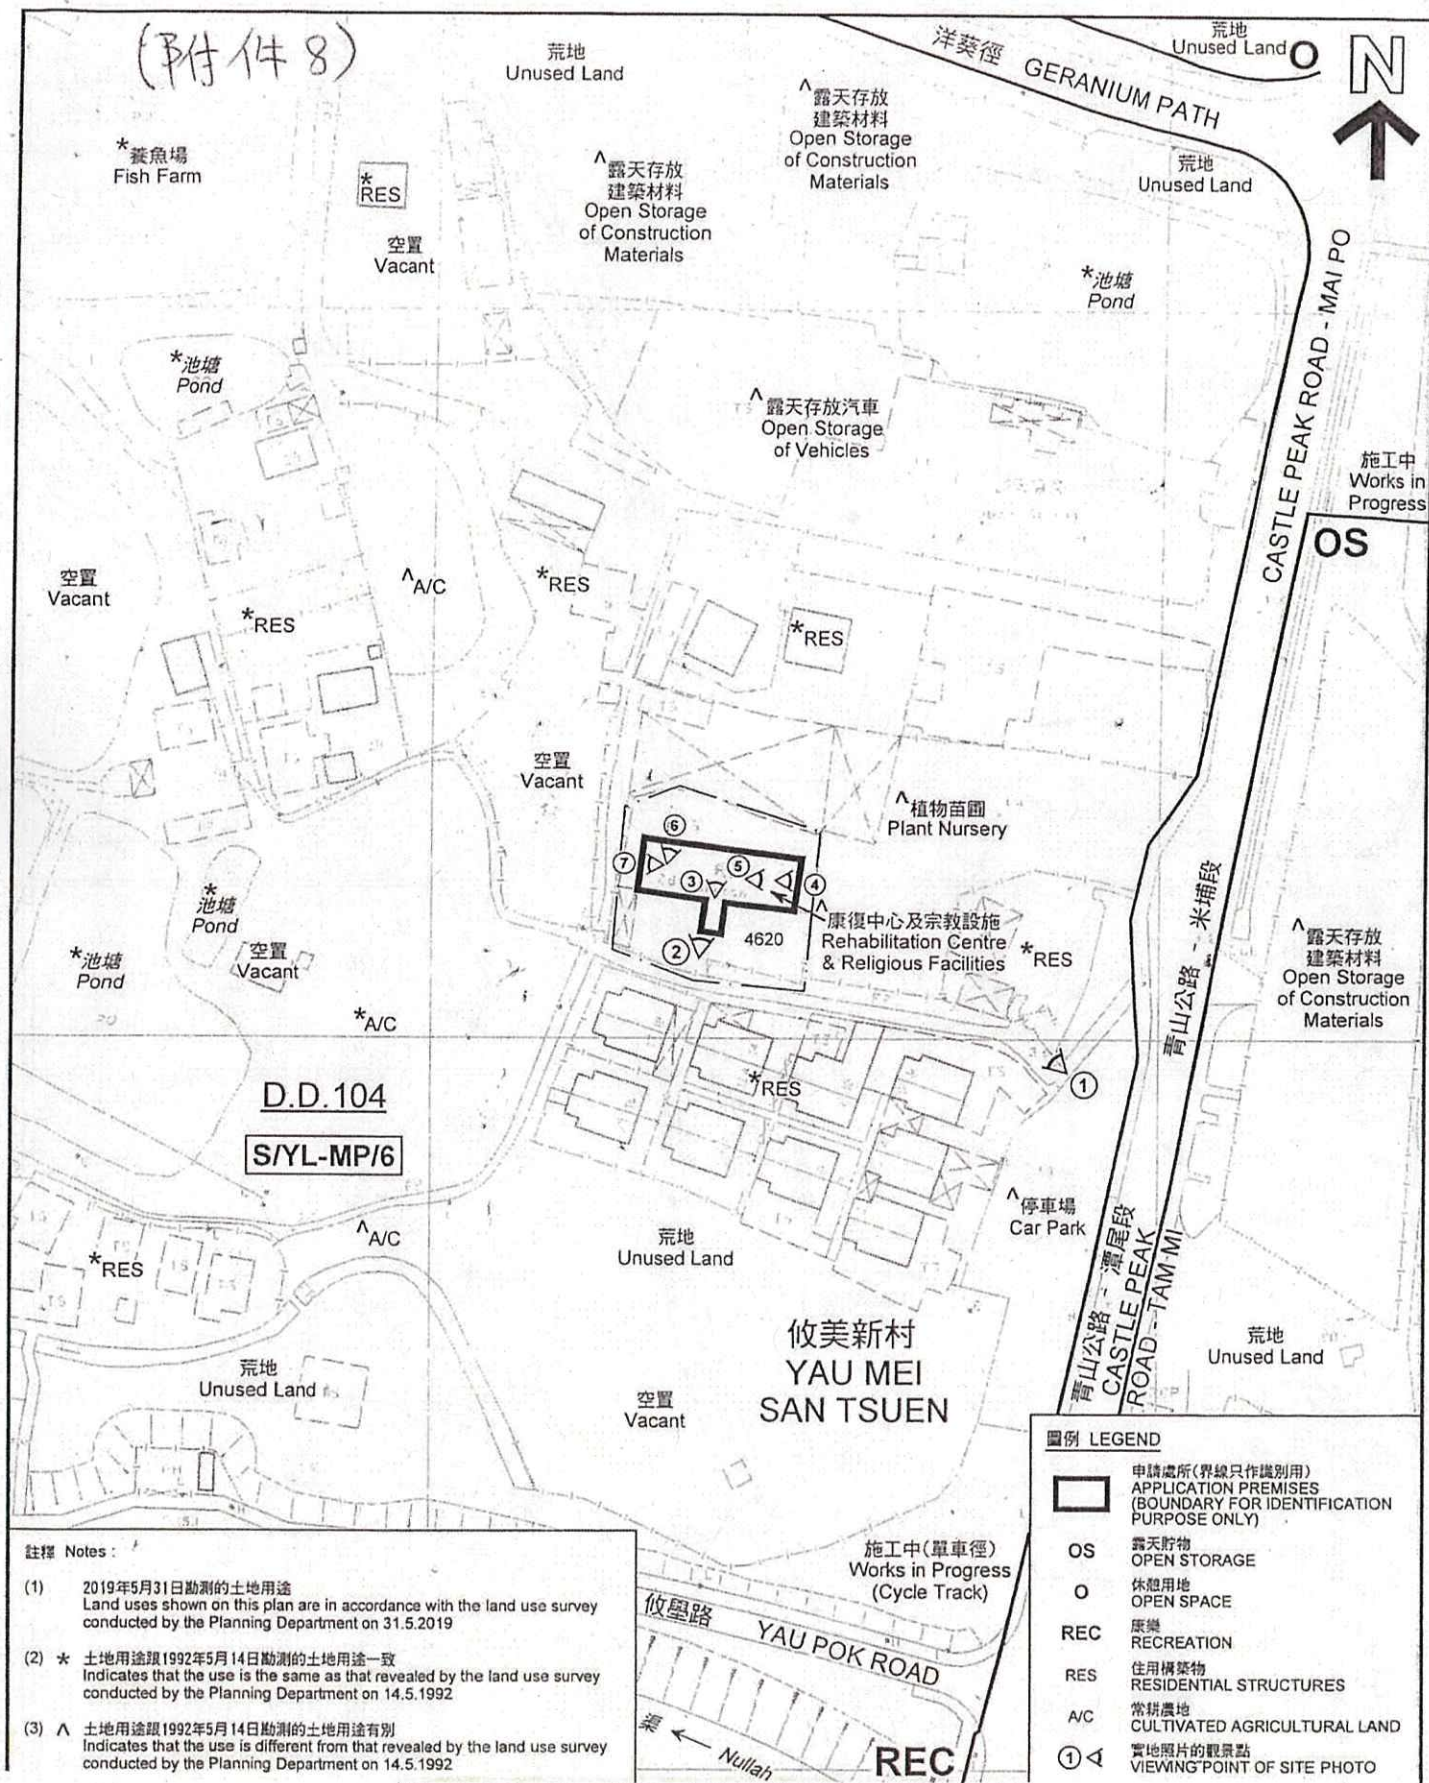 (附件8)
荒地
Unused Land
洋葵徑 GERANIUM PATH
荒地
Unused Land
O
N
^露天存放
建築材料
Open Storage
of Construction
Materials
*養魚場
Fish Farm
*
RES
^露天存放
建築材料
Open Storage
of Construction
Materials
荒地
Unused Land
空置
Vacant
*池塘
Pond
CASTLE PEAK ROAD - MAI PO
*池塘
Pond
^露天存放汽車
Open Storage
of Vehicles
施工中
Works in
Progress
OS
空置
Vacant
^A/C
*RES
*RES
*RES
空置
Vacant
^植物苗圃
Plant Nursery
⑥
⑦
③
⑤
④
②
4620
^
康復中心及宗教設施
Rehabilitation Centre
& Religious Facilities
*RES
青山公路 - 米埔段
^露天存放
建築材料
Open Storage
of Construction
Materials
*
池塘
Pond
*池塘
Pond
空置
Vacant
*A/C
*RES
①
D.D.104
S/YL-MP/6
^停車場
Car Park
^A/C
*RES
荒地
Unused Land
青山公路 - 潭尾段
CASTLE PEAK
ROAD - TAM MI
攸美新村
YAU MEI
SAN TSUEN
荒地
Unused Land
荒地
Unused Land
空置
Vacant
施工中(單車徑)
Works in Progress
(Cycle Track)
攸壆路 YAU POK ROAD
渠 Nullah
REC
圖例 LEGEND
申請處所(界線只作識別用)
APPLICATION PREMISES
(BOUNDARY FOR IDENTIFICATION
PURPOSE ONLY)
OS 露天貯物
OPEN STORAGE
O 休憩用地
OPEN SPACE
REC 康樂
RECREATION
RES 住用構築物
RESIDENTIAL STRUCTURES
A/C 常耕農地
CULTIVATED AGRICULTURAL LAND
① 實地照片的觀景點
VIEWING POINT OF SITE PHOTO
註釋 Notes :
(1) 2019年5月31日勘測的土地用途
Land uses shown on this plan are in accordance with the land use survey
conducted by the Planning Department on 31.5.2019
(2) * 土地用途跟1992年5月14日勘測的土地用途一致
Indicates that the use is the same as that revealed by the land use survey
conducted by the Planning Department on 14.5.1992
(3) ^ 土地用途跟1992年5月14日勘測的土地用途有別
Indicates that the use is different from that revealed by the land use survey
conducted by the Planning Department on 14.5.1992